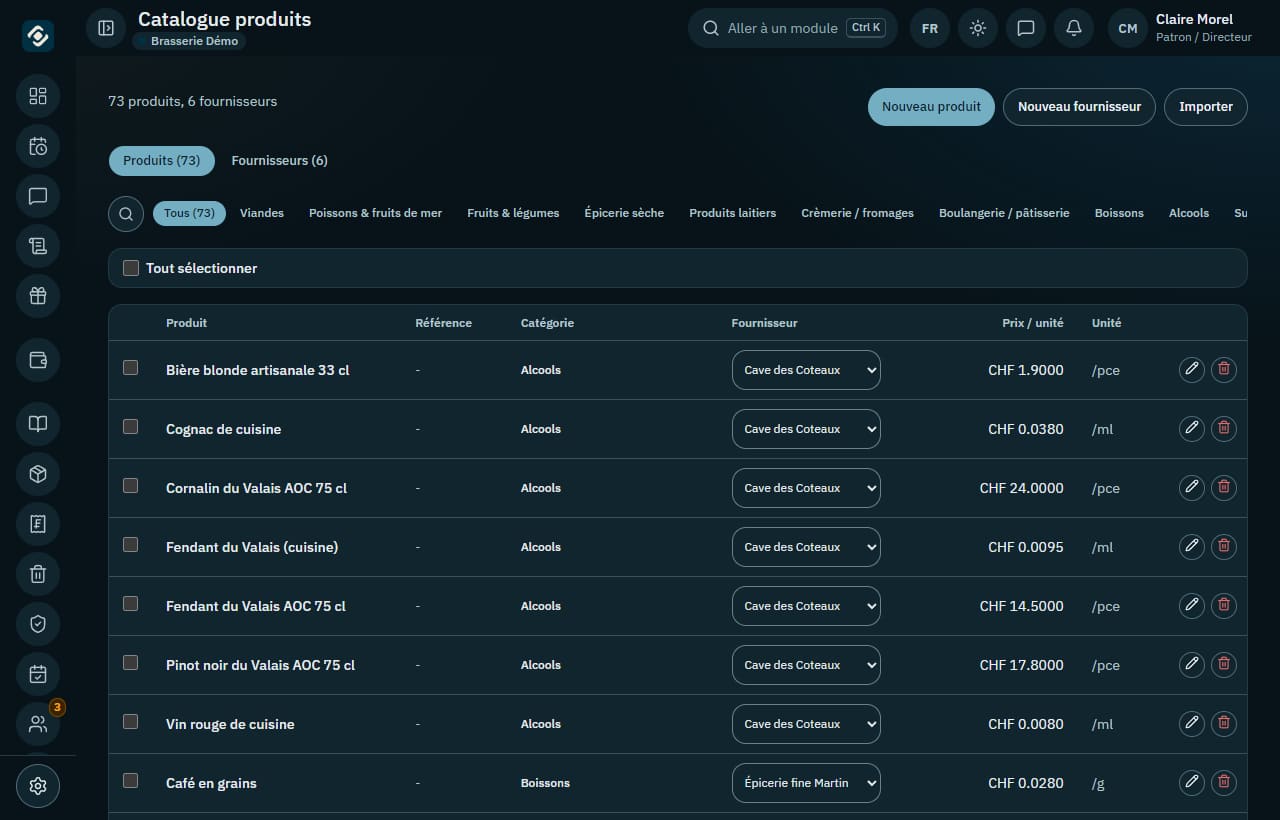 Catalogue produits
Brasserie Démo
Aller à un module Ctrl K
FR
CM
Claire Morel
Patron / Directeur
73 produits, 6 fournisseurs
Nouveau produit
Nouveau fournisseur
Importer
Produits (73)
Fournisseurs (6)
Tous (73) Viandes Poissons & fruits de mer Fruits & légumes Épicerie sèche Produits laitiers Crèmerie / fromages Boulangerie / pâtisserie Boissons Alcools Su
Tout sélectionner
Produit Référence Catégorie Fournisseur Prix / unité Unité
Bière blonde artisanale 33 cl - Alcools Cave des Coteaux CHF 1.9000 /pce
Cognac de cuisine - Alcools Cave des Coteaux CHF 0.0380 /ml
Cornalin du Valais AOC 75 cl - Alcools Cave des Coteaux CHF 24.0000 /pce
Fendant du Valais (cuisine) - Alcools Cave des Coteaux CHF 0.0095 /ml
Fendant du Valais AOC 75 cl - Alcools Cave des Coteaux CHF 14.5000 /pce
Pinot noir du Valais AOC 75 cl - Alcools Cave des Coteaux CHF 17.8000 /pce
Vin rouge de cuisine - Alcools Cave des Coteaux CHF 0.0080 /ml
3
Café en grains - Boissons Épicerie fine Martin CHF 0.0280 /g